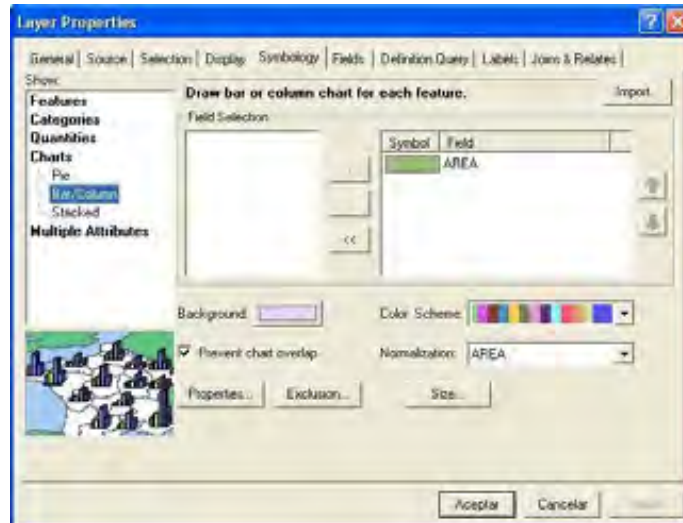 Layer Properties
General Source Selection Display Symbology Fields Definition Query Labels Joins & Relates
Show:
Features
Categories
Quantities
Charts
Pie
Bar/Column
Stacked
Multiple Attributes
Draw bar or column chart for each feature.
Import...
Field Selection
Symbol Field
AREA
<<
Background:
Color Scheme:
Prevent chart overlap
Normalization: AREA
Properties... Exclusion... Size...
Aceptar Cancelar